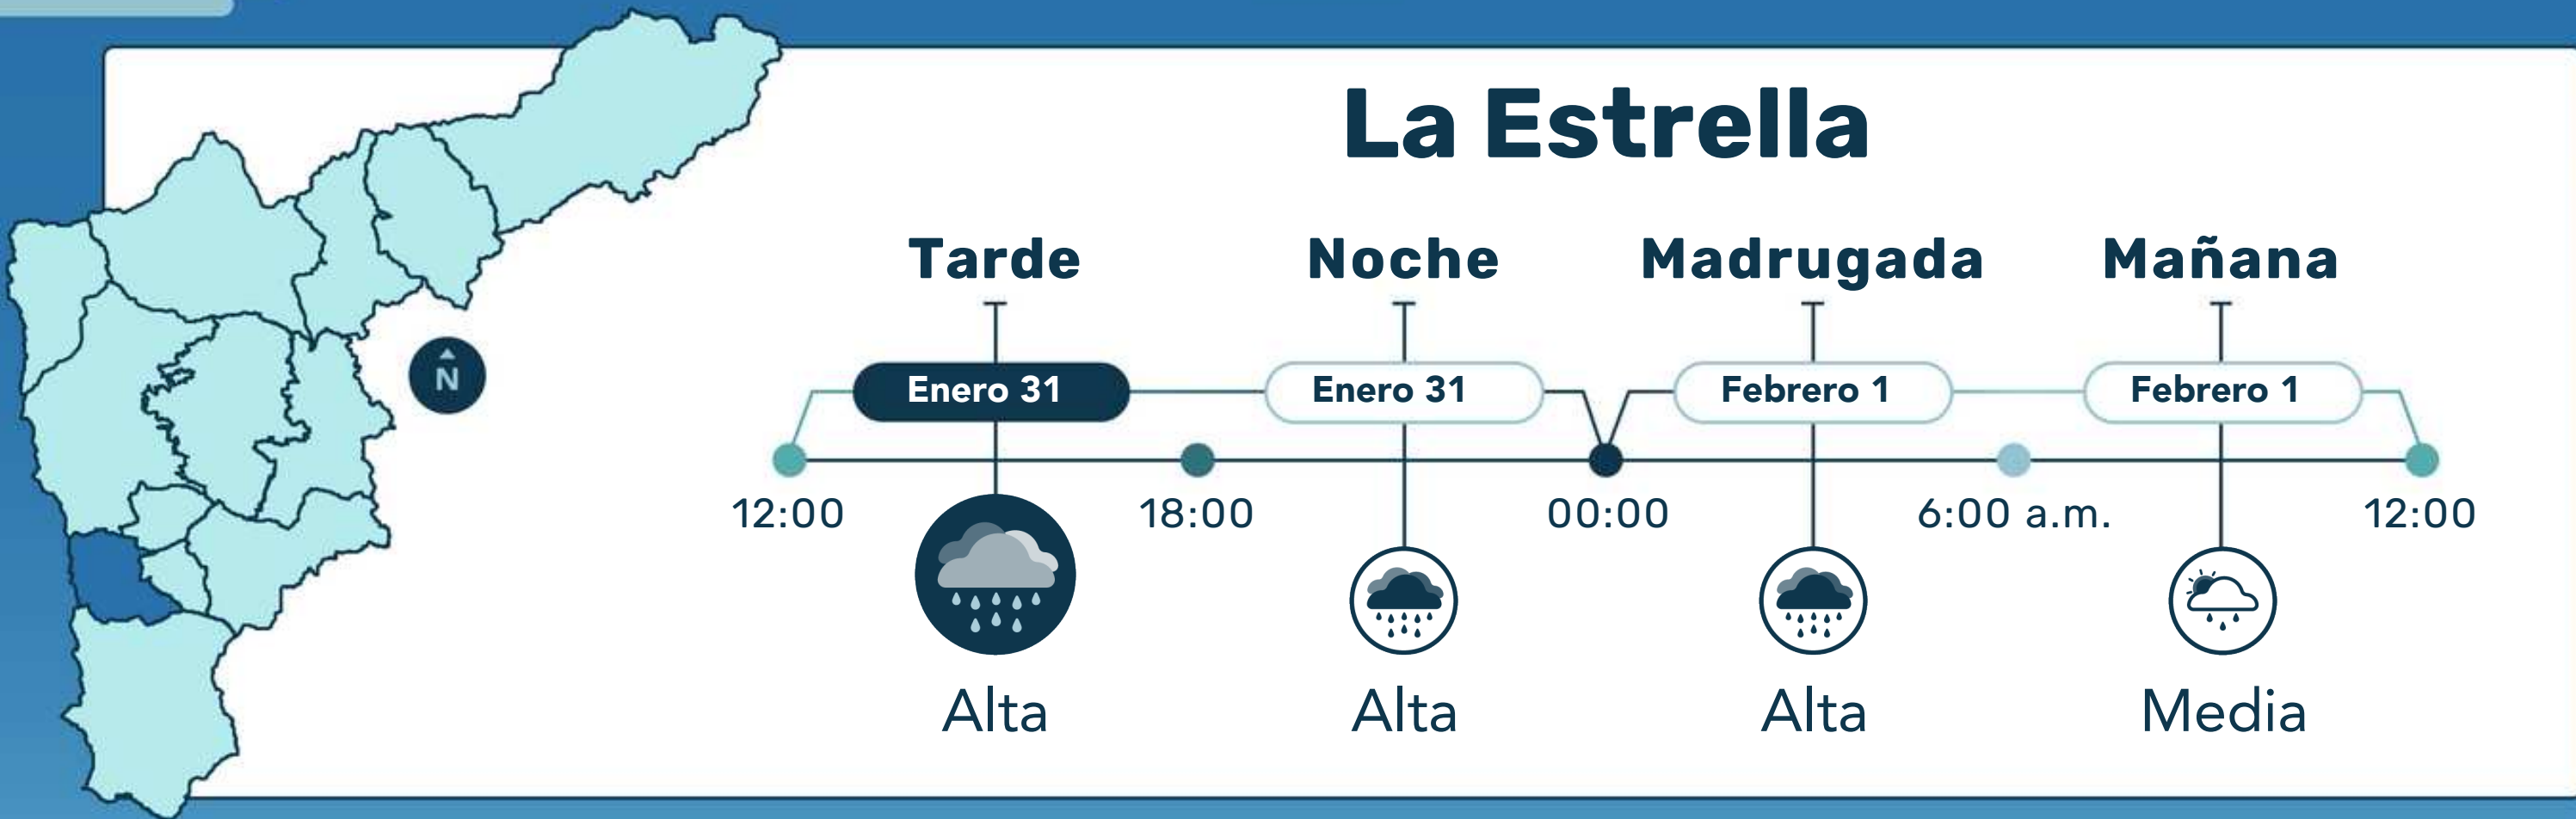 La Estrella
Tarde Noche Madrugada Mañana
N
Enero 31 Enero 31 Febrero 1 Febrero 1
12:00 18:00 00:00 6:00 a.m. 12:00
Alta Alta Alta Media